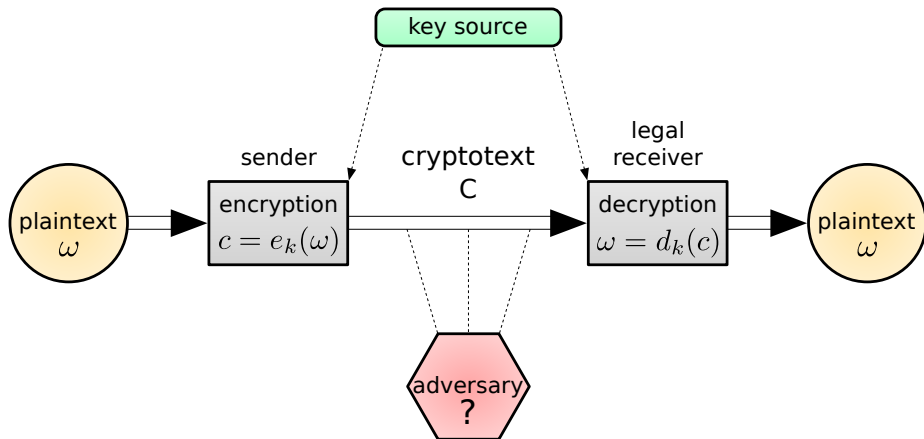 key source
sender
cryptotext
C
legal
receiver
plaintext
ω
encryption
c = e_k(ω)
decryption
ω = d_k(c)
plaintext
ω
adversary
?